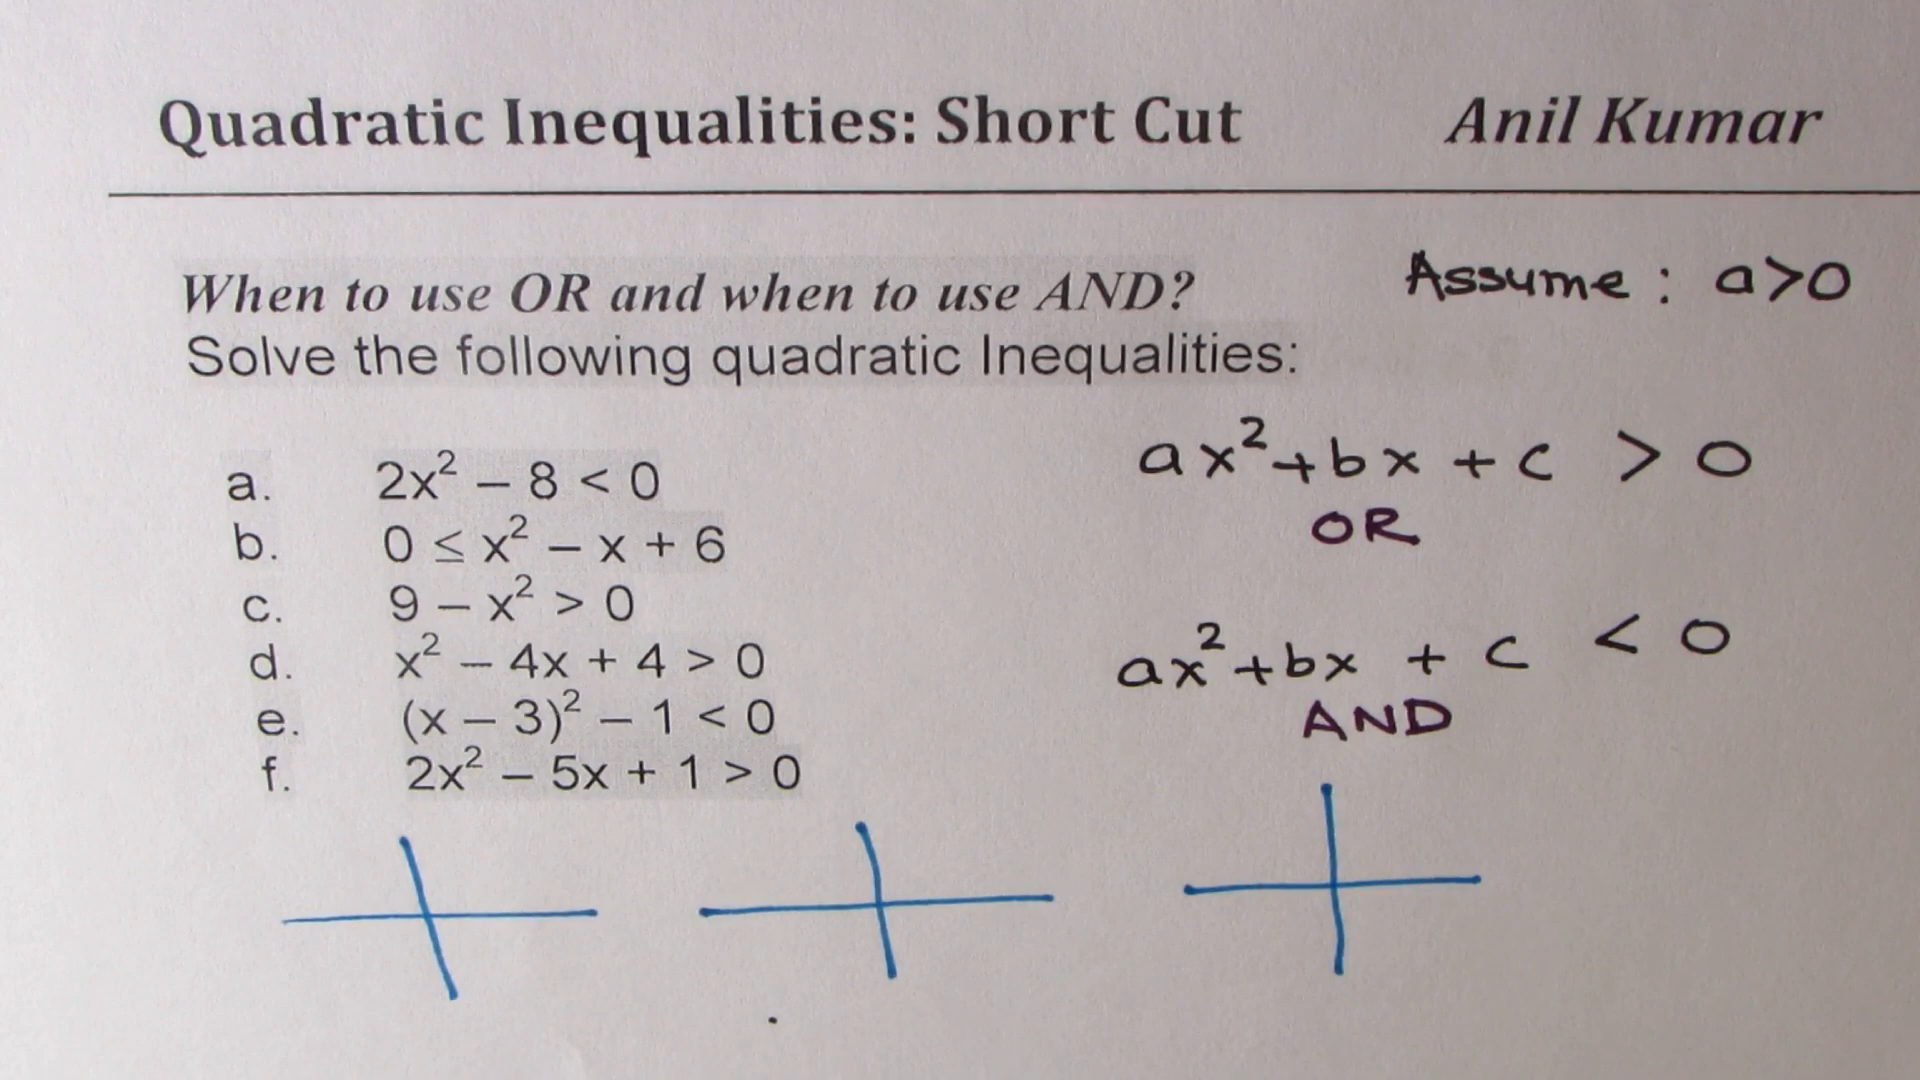 Quadratic Inequalities: Short Cut Anil Kumar
When to use OR and when to use AND?
Assume : a>0
Solve the following quadratic Inequalities:
a. 2x² – 8 < 0
b. 0 ≤ x² – x + 6
c. 9 – x² > 0
d. x² – 4x + 4 > 0
e. (x – 3)² – 1 < 0
f. 2x² – 5x + 1 > 0
ax²+bx + c > 0
OR
ax²+bx + c < 0
AND